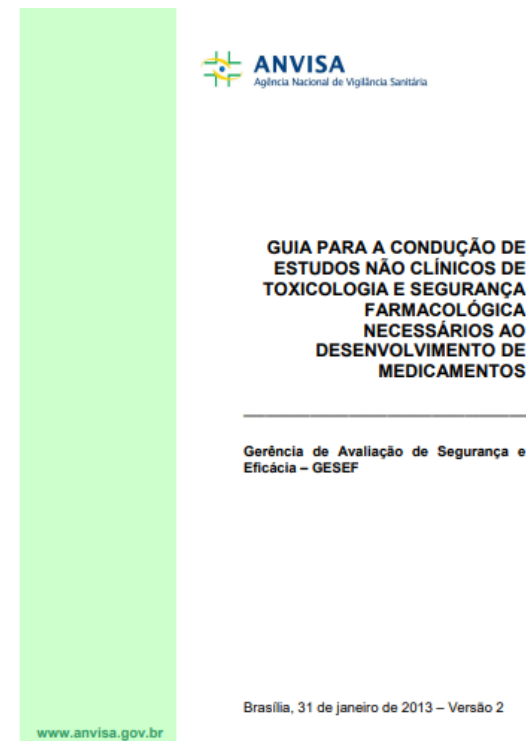 ANVISA
Agência Nacional de Vigilância Sanitária
GUIA PARA A CONDUÇÃO DE
ESTUDOS NÃO CLÍNICOS DE
TOXICOLOGIA E SEGURANÇA
FARMACOLÓGICA
NECESSÁRIOS AO
DESENVOLVIMENTO DE
MEDICAMENTOS
Gerência de Avaliação de Segurança e
Eficácia – GESEF
Brasília, 31 de janeiro de 2013 – Versão 2
www.anvisa.gov.br